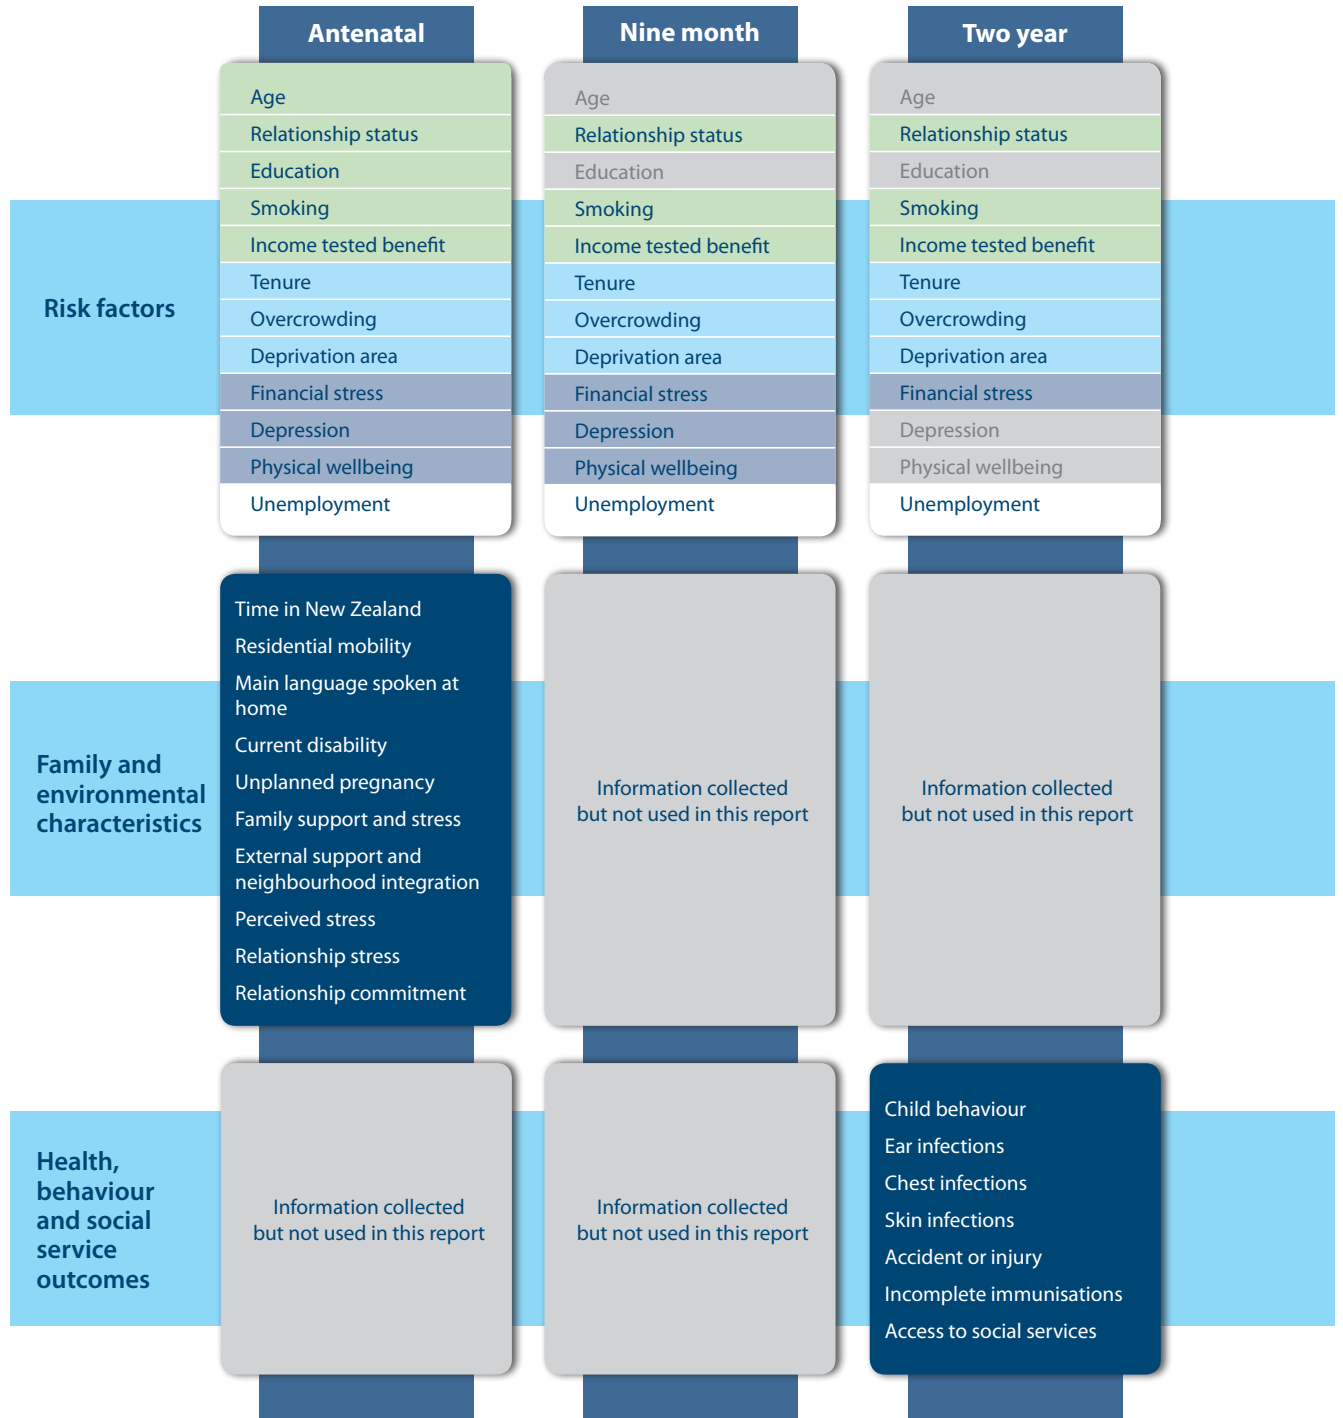 Antenatal
Nine month
Two year
Risk factors
Age
Relationship status
Education
Smoking
Income tested benefit
Tenure
Overcrowding
Deprivation area
Financial stress
Depression
Physical wellbeing
Unemployment
Age
Relationship status
Education
Smoking
Income tested benefit
Tenure
Overcrowding
Deprivation area
Financial stress
Depression
Physical wellbeing
Unemployment
Age
Relationship status
Education
Smoking
Income tested benefit
Tenure
Overcrowding
Deprivation area
Financial stress
Depression
Physical wellbeing
Unemployment
Family and
environmental
characteristics
Time in New Zealand
Residential mobility
Main language spoken at
home
Current disability
Unplanned pregnancy
Family support and stress
External support and
neighbourhood integration
Perceived stress
Relationship stress
Relationship commitment
Information collected
but not used in this report
Information collected
but not used in this report
Health,
behaviour
and social
service
outcomes
Information collected
but not used in this report
Information collected
but not used in this report
Child behaviour
Ear infections
Chest infections
Skin infections
Accident or injury
Incomplete immunisations
Access to social services